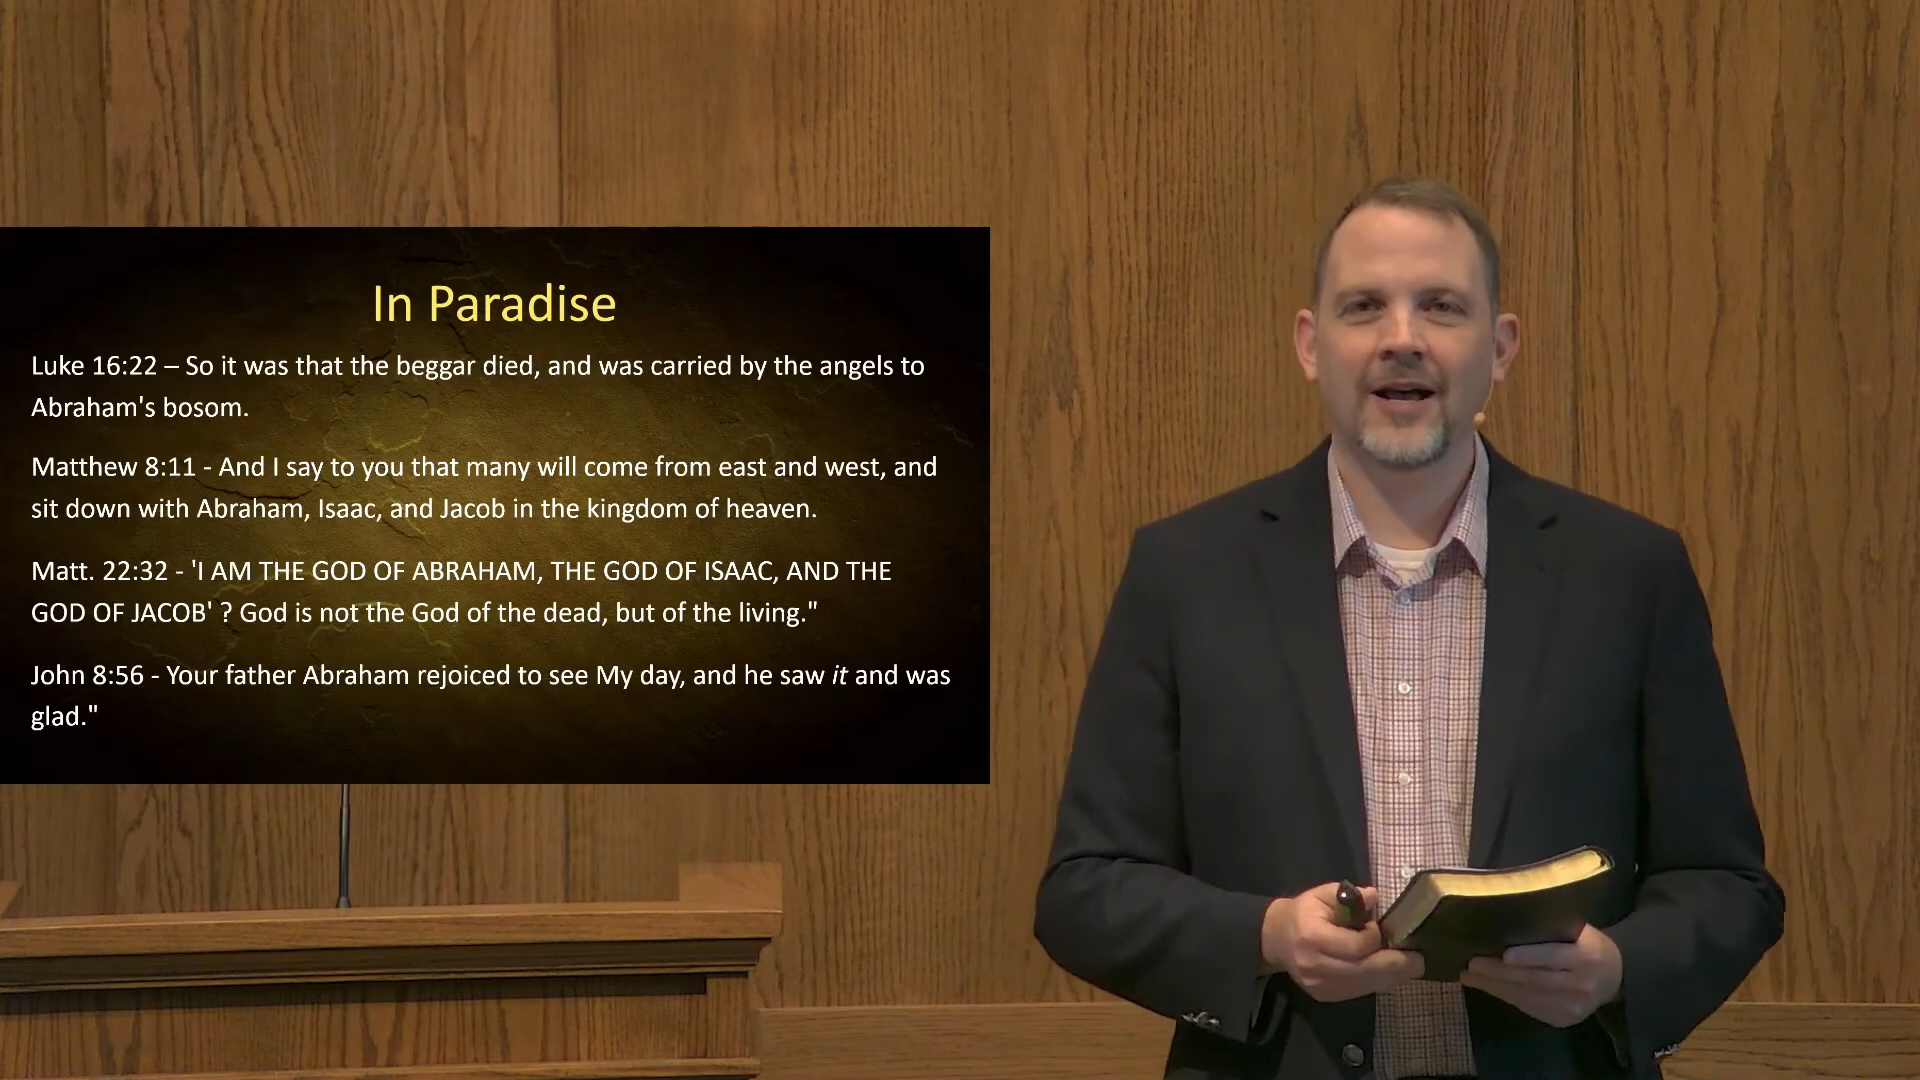 In Paradise
Luke 16:22 – So it was that the beggar died, and was carried by the angels to
Abraham's bosom.
Matthew 8:11 - And I say to you that many will come from east and west, and
sit down with Abraham, Isaac, and Jacob in the kingdom of heaven.
Matt. 22:32 - 'I AM THE GOD OF ABRAHAM, THE GOD OF ISAAC, AND THE
GOD OF JACOB' ? God is not the God of the dead, but of the living."
John 8:56 - Your father Abraham rejoiced to see My day, and he saw it and was
glad."